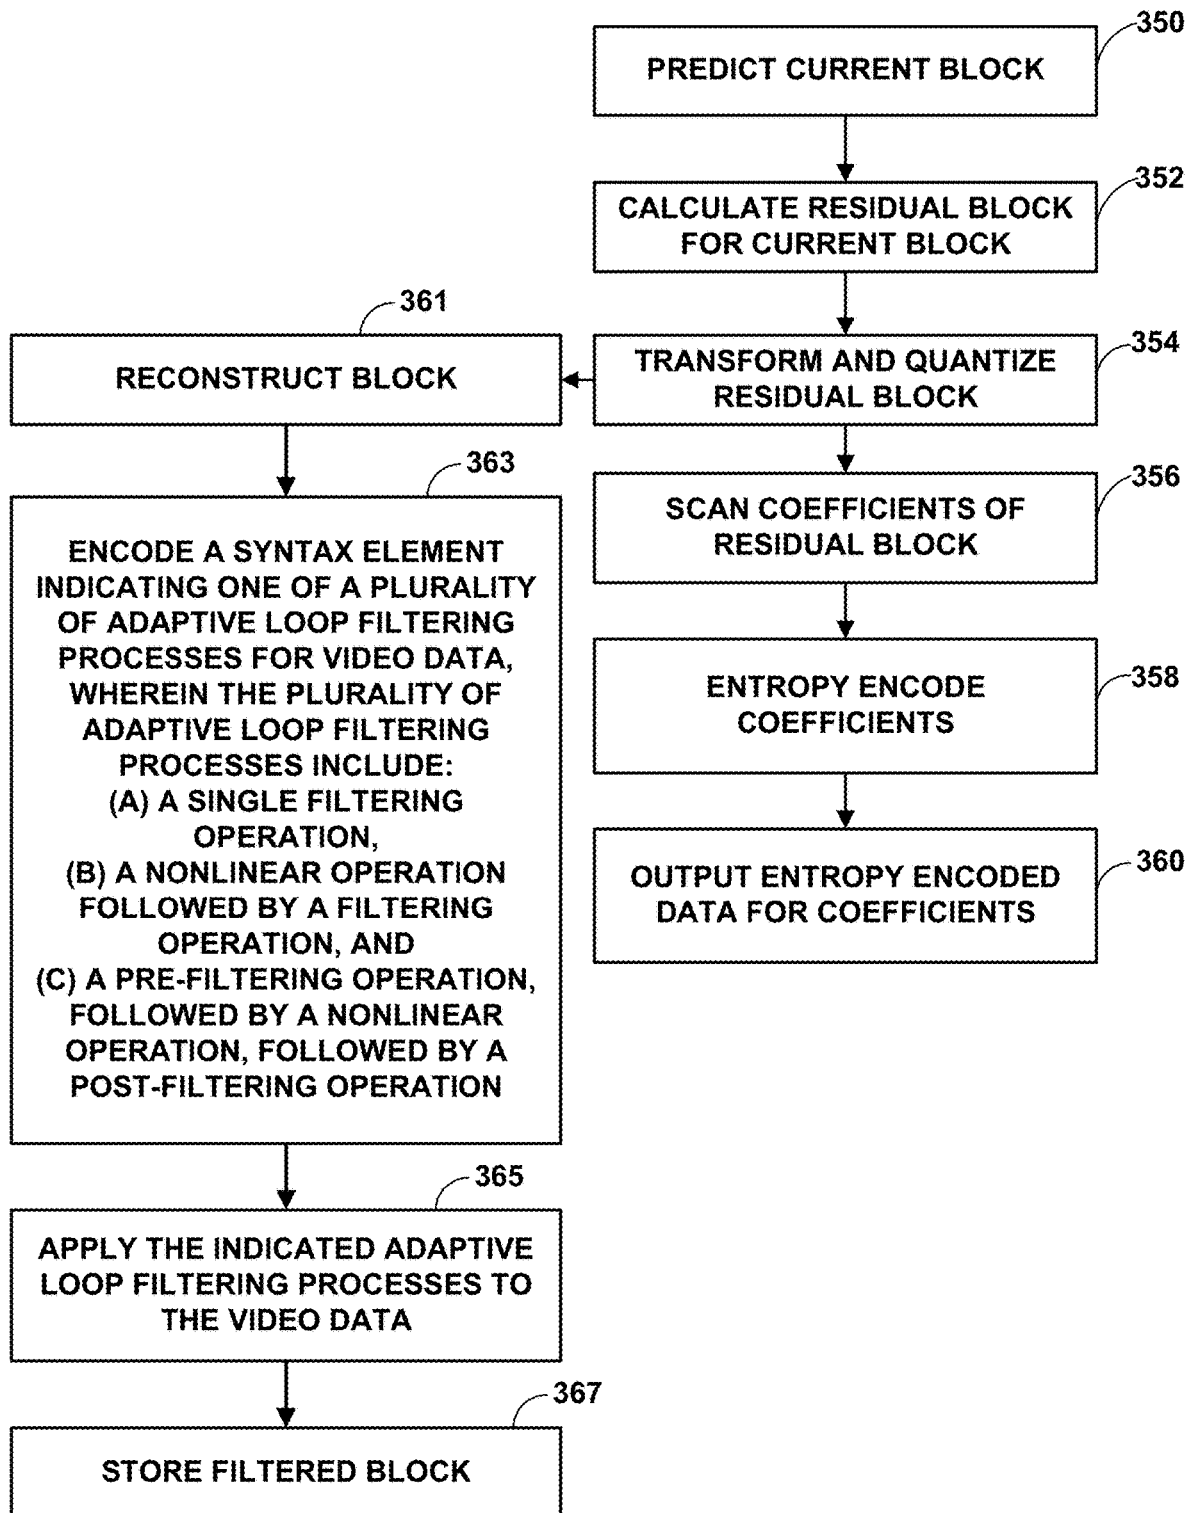 350
PREDICT CURRENT BLOCK
352
CALCULATE RESIDUAL BLOCK
FOR CURRENT BLOCK
354
TRANSFORM AND QUANTIZE
RESIDUAL BLOCK
356
SCAN COEFFICIENTS OF
RESIDUAL BLOCK
358
ENTROPY ENCODE
COEFFICIENTS
360
OUTPUT ENTROPY ENCODED
DATA FOR COEFFICIENTS
361
RECONSTRUCT BLOCK
363
ENCODE A SYNTAX ELEMENT
INDICATING ONE OF A PLURALITY
OF ADAPTIVE LOOP FILTERING
PROCESSES FOR VIDEO DATA,
WHEREIN THE PLURALITY OF
ADAPTIVE LOOP FILTERING
PROCESSES INCLUDE:
(A) A SINGLE FILTERING
OPERATION,
(B) A NONLINEAR OPERATION
FOLLOWED BY A FILTERING
OPERATION, AND
(C) A PRE-FILTERING OPERATION,
FOLLOWED BY A NONLINEAR
OPERATION, FOLLOWED BY A
POST-FILTERING OPERATION
365
APPLY THE INDICATED ADAPTIVE
LOOP FILTERING PROCESSES TO
THE VIDEO DATA
367
STORE FILTERED BLOCK